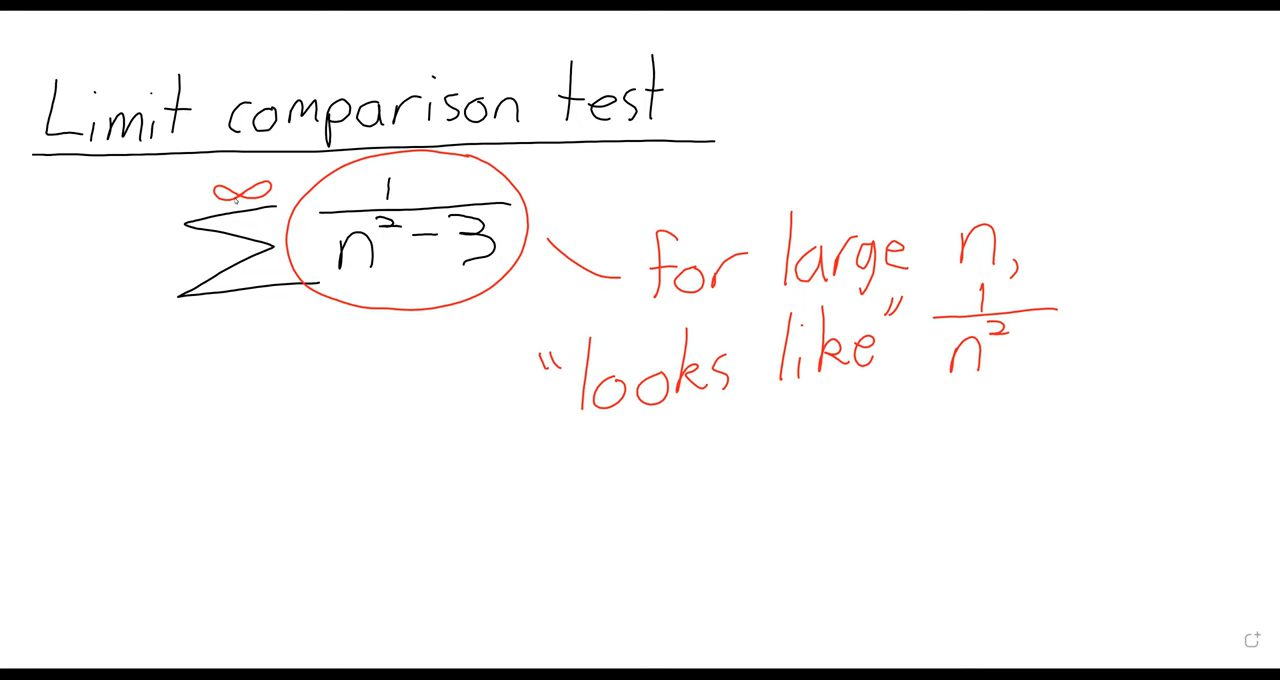 Limit comparison test
∞
∑ 1/(n² - 3)
for large n,
"looks like" 1/n²